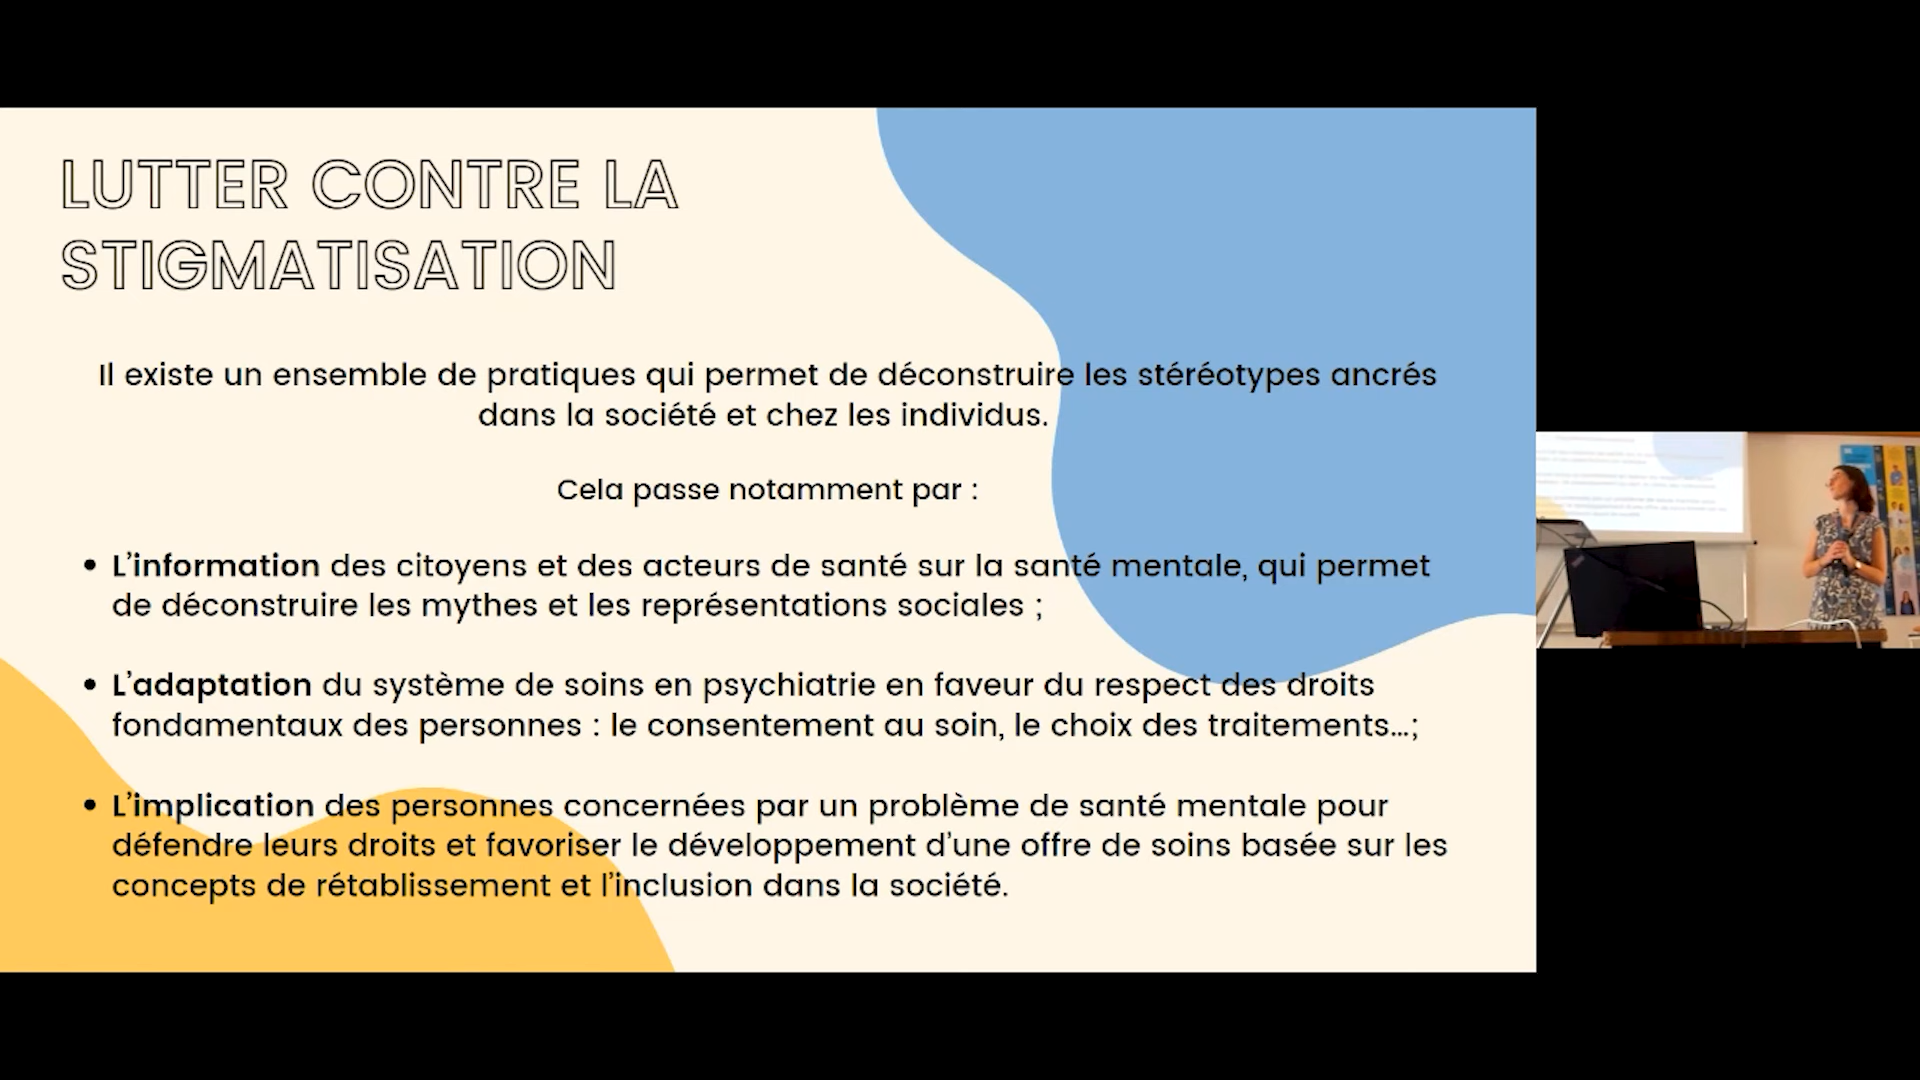 LUTTER CONTRE LA
STIGMATISATION
Il existe un ensemble de pratiques qui permet de déconstruire les stéréotypes ancrés
dans la société et chez les individus.
Cela passe notamment par :
• L'information des citoyens et des acteurs de santé sur la santé mentale, qui permet
de déconstruire les mythes et les représentations sociales ;
• L'adaptation du système de soins en psychiatrie en faveur du respect des droits
fondamentaux des personnes : le consentement au soin, le choix des traitements...;
• L'implication des personnes concernées par un problème de santé mentale pour
défendre leurs droits et favoriser le développement d'une offre de soins basée sur les
concepts de rétablissement et l'inclusion dans la société.